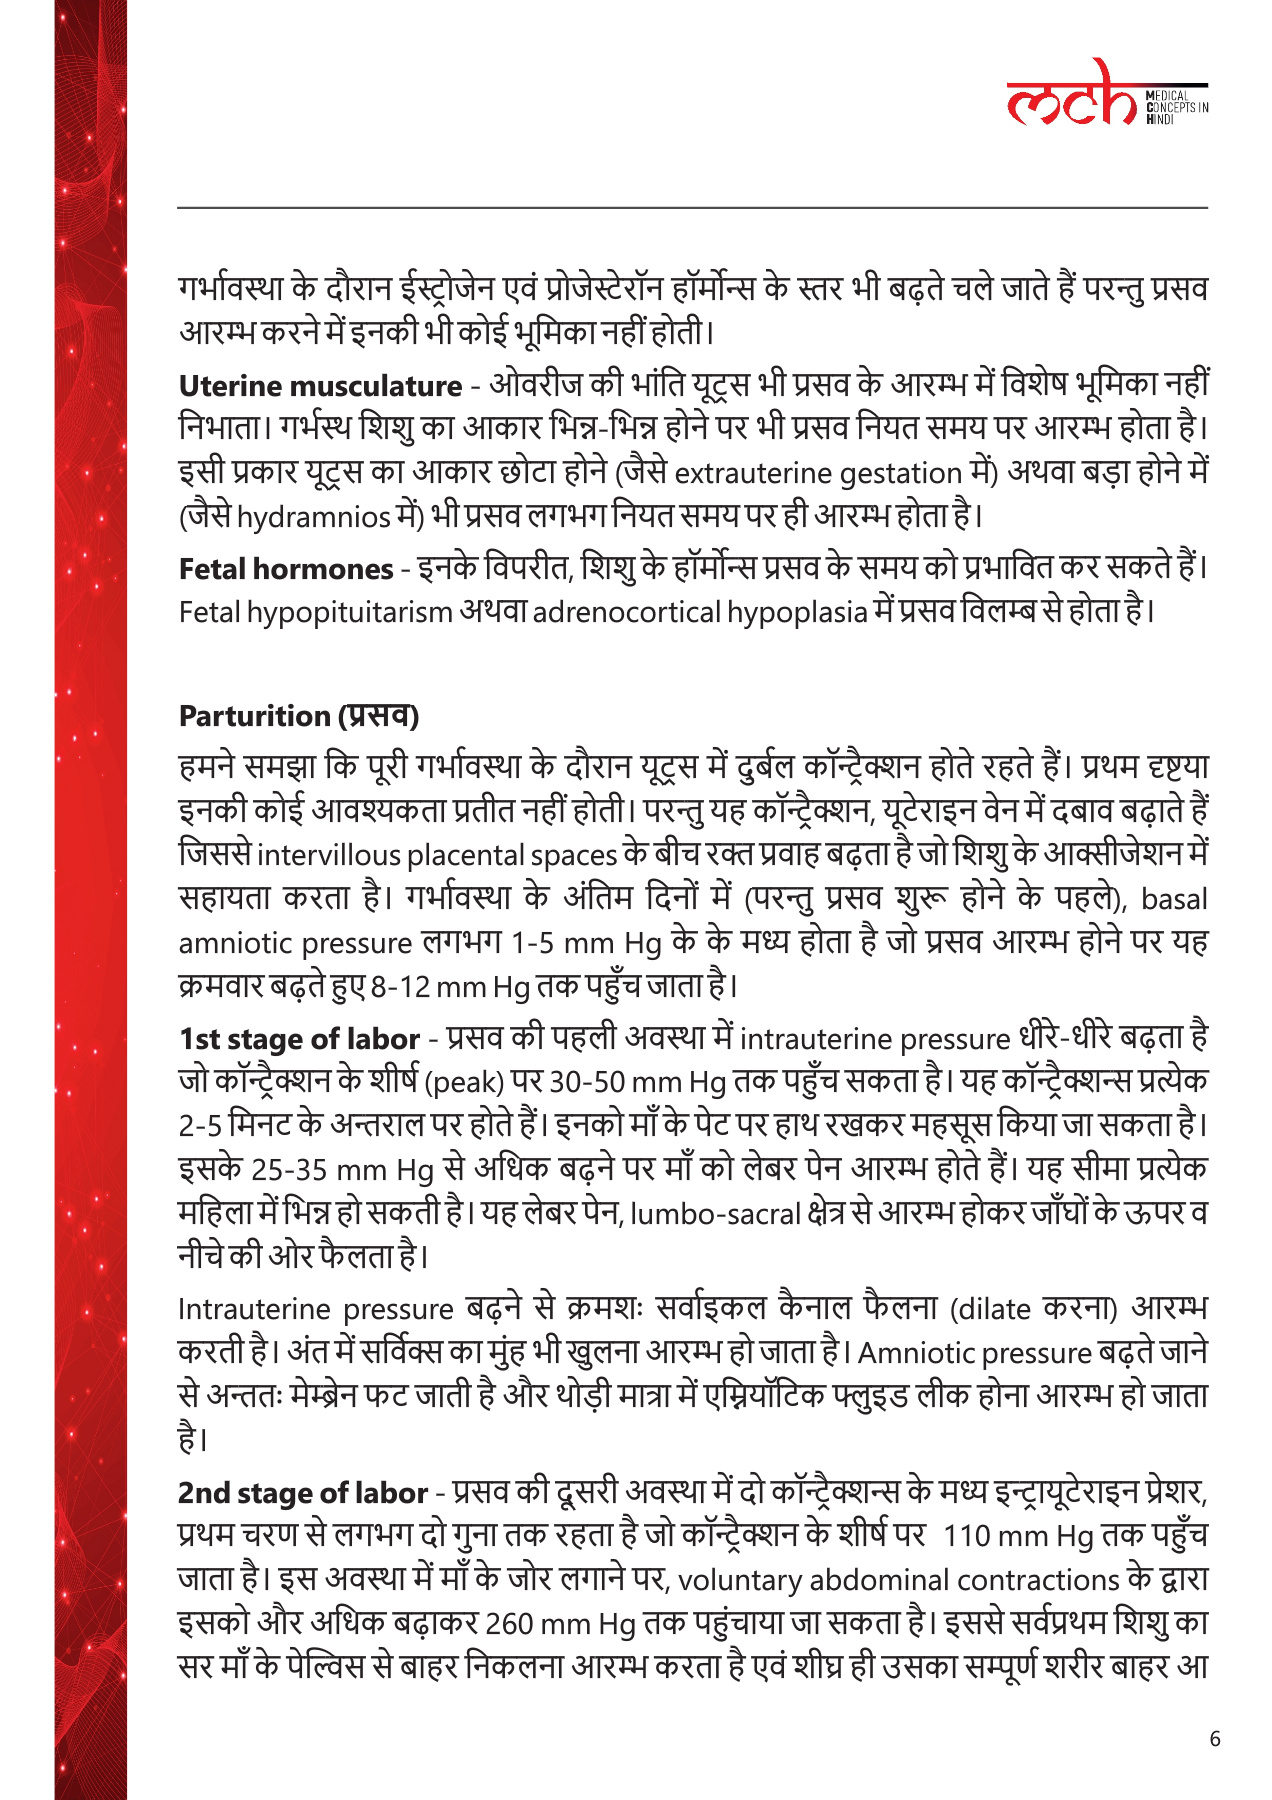 mch MEDICAL
CONCEPTS IN
HINDI
गर्भावस्था के दौरान ईस्ट्रोजेन एवं प्रोजेस्टेरॉन हॉर्मोन्स के स्तर भी बढ़ते चले जाते हैं परन्तु प्रसव
आरम्भ करने में इनकी भी कोई भूमिका नहीं होती।
Uterine musculature - ओवरीज की भांति यूट्रस भी प्रसव के आरम्भ में विशेष भूमिका नहीं
निभाता। गर्भस्थ शिशु का आकार भिन्न-भिन्न होने पर भी प्रसव नियत समय पर आरम्भ होता है।
इसी प्रकार यूट्रस का आकार छोटा होने (जैसे extrauterine gestation में) अथवा बड़ा होने में
(जैसे hydramnios में) भी प्रसव लगभग नियत समय पर ही आरम्भ होता है।
Fetal hormones - इनके विपरीत, शिशु के हॉर्मोन्स प्रसव के समय को प्रभावित कर सकते हैं।
Fetal hypopituitarism अथवा adrenocortical hypoplasia में प्रसव विलम्ब से होता है।
Parturition (प्रसव)
हमने समझा कि पूरी गर्भावस्था के दौरान यूट्रस में दुर्बल कॉन्ट्रैक्शन होते रहते हैं। प्रथम दृष्टया
इनकी कोई आवश्यकता प्रतीत नहीं होती। परन्तु यह कॉन्ट्रैक्शन, यूटेराइन वेन में दबाव बढ़ाते हैं
जिससे intervillous placental spaces के बीच रक्त प्रवाह बढ़ता है जो शिशु के आक्सीजेशन में
सहायता करता है। गर्भावस्था के अंतिम दिनों में (परन्तु प्रसव शुरू होने के पहले), basal
amniotic pressure लगभग 1-5 mm Hg के के मध्य होता है जो प्रसव आरम्भ होने पर यह
क्रमवार बढ़ते हुए 8-12 mm Hg तक पहुँच जाता है।
1st stage of labor - प्रसव की पहली अवस्था में intrauterine pressure धीरे-धीरे बढ़ता है
जो कॉन्ट्रैक्शन के शीर्ष (peak) पर 30-50 mm Hg तक पहुँच सकता है। यह कॉन्ट्रैक्शन्स प्रत्येक
2-5 मिनट के अन्तराल पर होते हैं। इनको माँ के पेट पर हाथ रखकर महसूस किया जा सकता है।
इसके 25-35 mm Hg से अधिक बढ़ने पर माँ को लेबर पेन आरम्भ होते हैं। यह सीमा प्रत्येक
महिला में भिन्न हो सकती है। यह लेबर पेन, lumbo-sacral क्षेत्र से आरम्भ होकर जाँघों के ऊपर व
नीचे की ओर फैलता है।
Intrauterine pressure बढ़ने से क्रमशः सर्वाइकल कैनाल फैलना (dilate करना) आरम्भ
करती है। अंत में सर्विक्स का मुंह भी खुलना आरम्भ हो जाता है। Amniotic pressure बढ़ते जाने
से अन्ततः मेम्ब्रेन फट जाती है और थोड़ी मात्रा में एम्नियॉटिक फ्लुइड लीक होना आरम्भ हो जाता
है।
2nd stage of labor - प्रसव की दूसरी अवस्था में दो कॉन्ट्रैक्शन्स के मध्य इन्ट्रायूटेराइन प्रेशर,
प्रथम चरण से लगभग दो गुना तक रहता है जो कॉन्ट्रैक्शन के शीर्ष पर 110 mm Hg तक पहुँच
जाता है। इस अवस्था में माँ के जोर लगाने पर, voluntary abdominal contractions के द्वारा
इसको और अधिक बढ़ाकर 260 mm Hg तक पहुंचाया जा सकता है। इससे सर्वप्रथम शिशु का
सर माँ के पेल्विस से बाहर निकलना आरम्भ करता है एवं शीघ्र ही उसका सम्पूर्ण शरीर बाहर आ
6